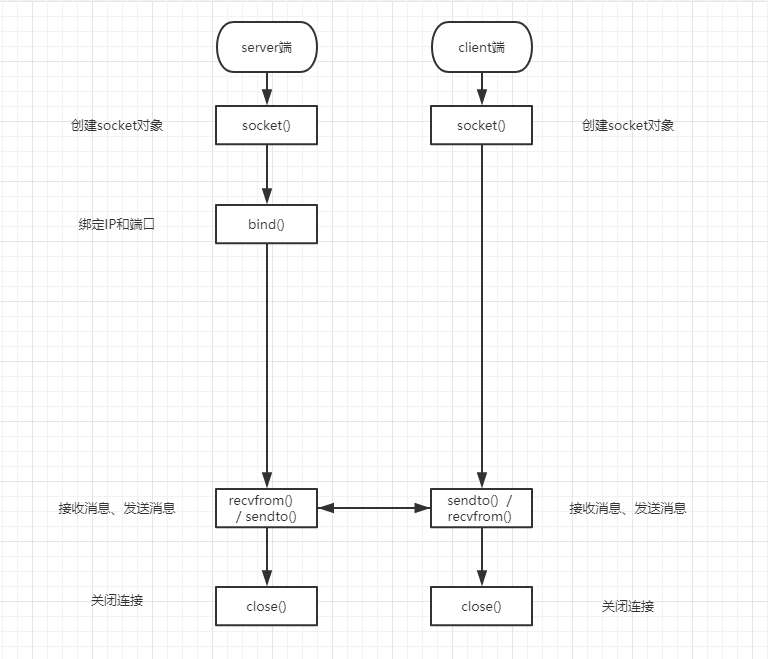 server端
client端
创建socket对象
socket()
socket()
创建socket对象
绑定IP和端口
bind()
接收消息、发送消息
recvfrom()
/ sendto()
sendto() /
recvfrom()
接收消息、发送消息
关闭连接
close()
close()
关闭连接